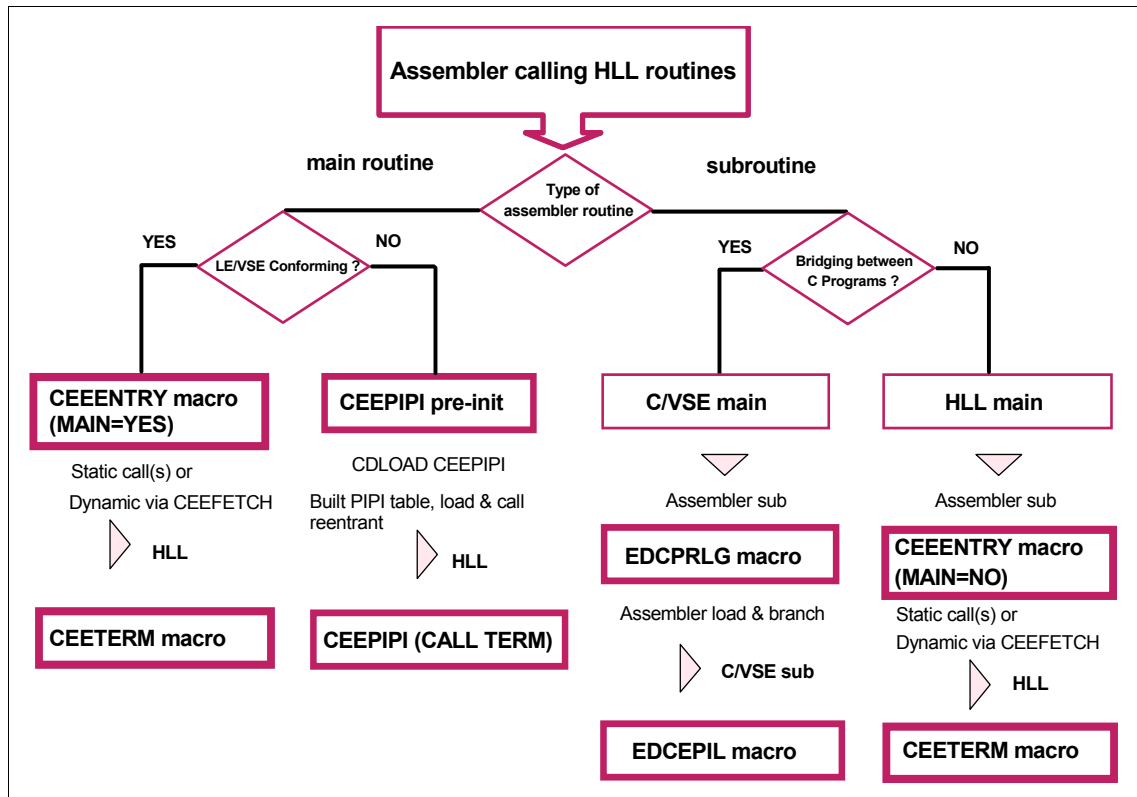 Assembler calling HLL routines
main routine
subroutine
Type of
assembler routine
YES
LE/VSE Conforming ?
NO
YES
Bridging between
C Programs ?
NO
CEEENTRY macro
(MAIN=YES)
Static call(s) or
Dynamic via CEEFETCH
HLL
CEETERM macro
CEEPIPI pre-init
CDLOAD CEEPIPI
Built PIPI table, load & call
reentrant
HLL
CEEPIPI (CALL TERM)
C/VSE main
Assembler sub
EDCPRLG macro
Assembler load & branch
C/VSE sub
EDCEPIL macro
HLL main
Assembler sub
CEEENTRY macro
(MAIN=NO)
Static call(s) or
Dynamic via CEEFETCH
HLL
CEETERM macro